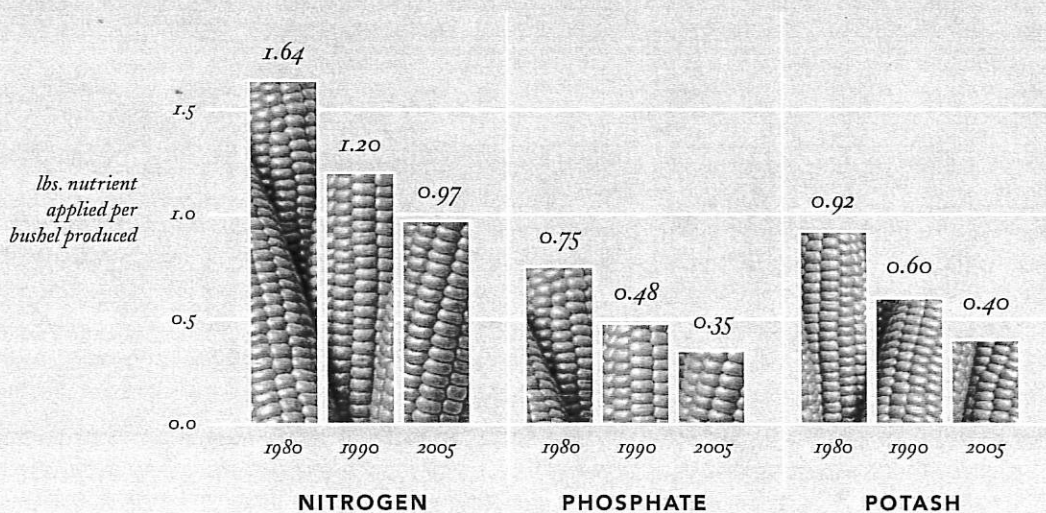 1.64
1.5
1.20
lbs. nutrient
applied per
bushel produced
0.97
1.0
0.92
0.75
0.60
0.48
0.40
0.35
0.5
0.0
1980 1990 2005 1980 1990 2005 1980 1990 2005
NITROGEN PHOSPHATE POTASH